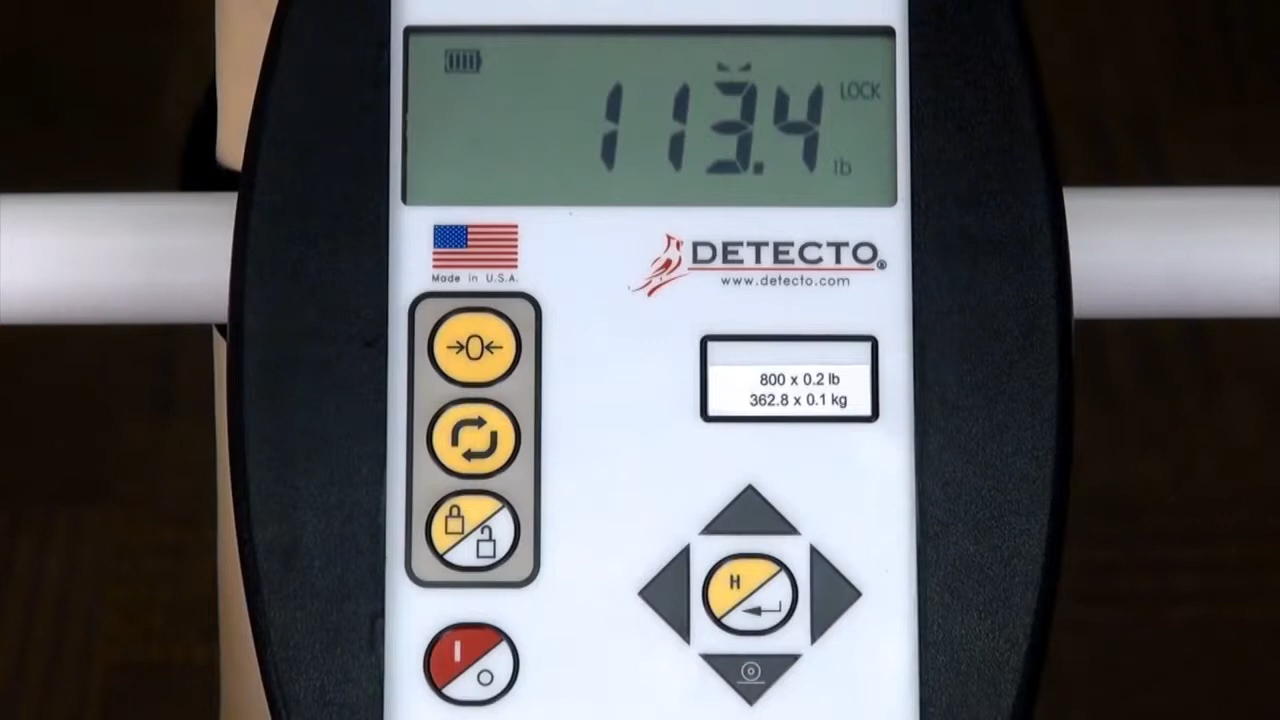 113.4
LOCK
lb
Made in U.S.A.
DETECTO®
www.detecto.com
→0←
800 x 0.2 lb
362.8 x 0.1 kg
H
I
O